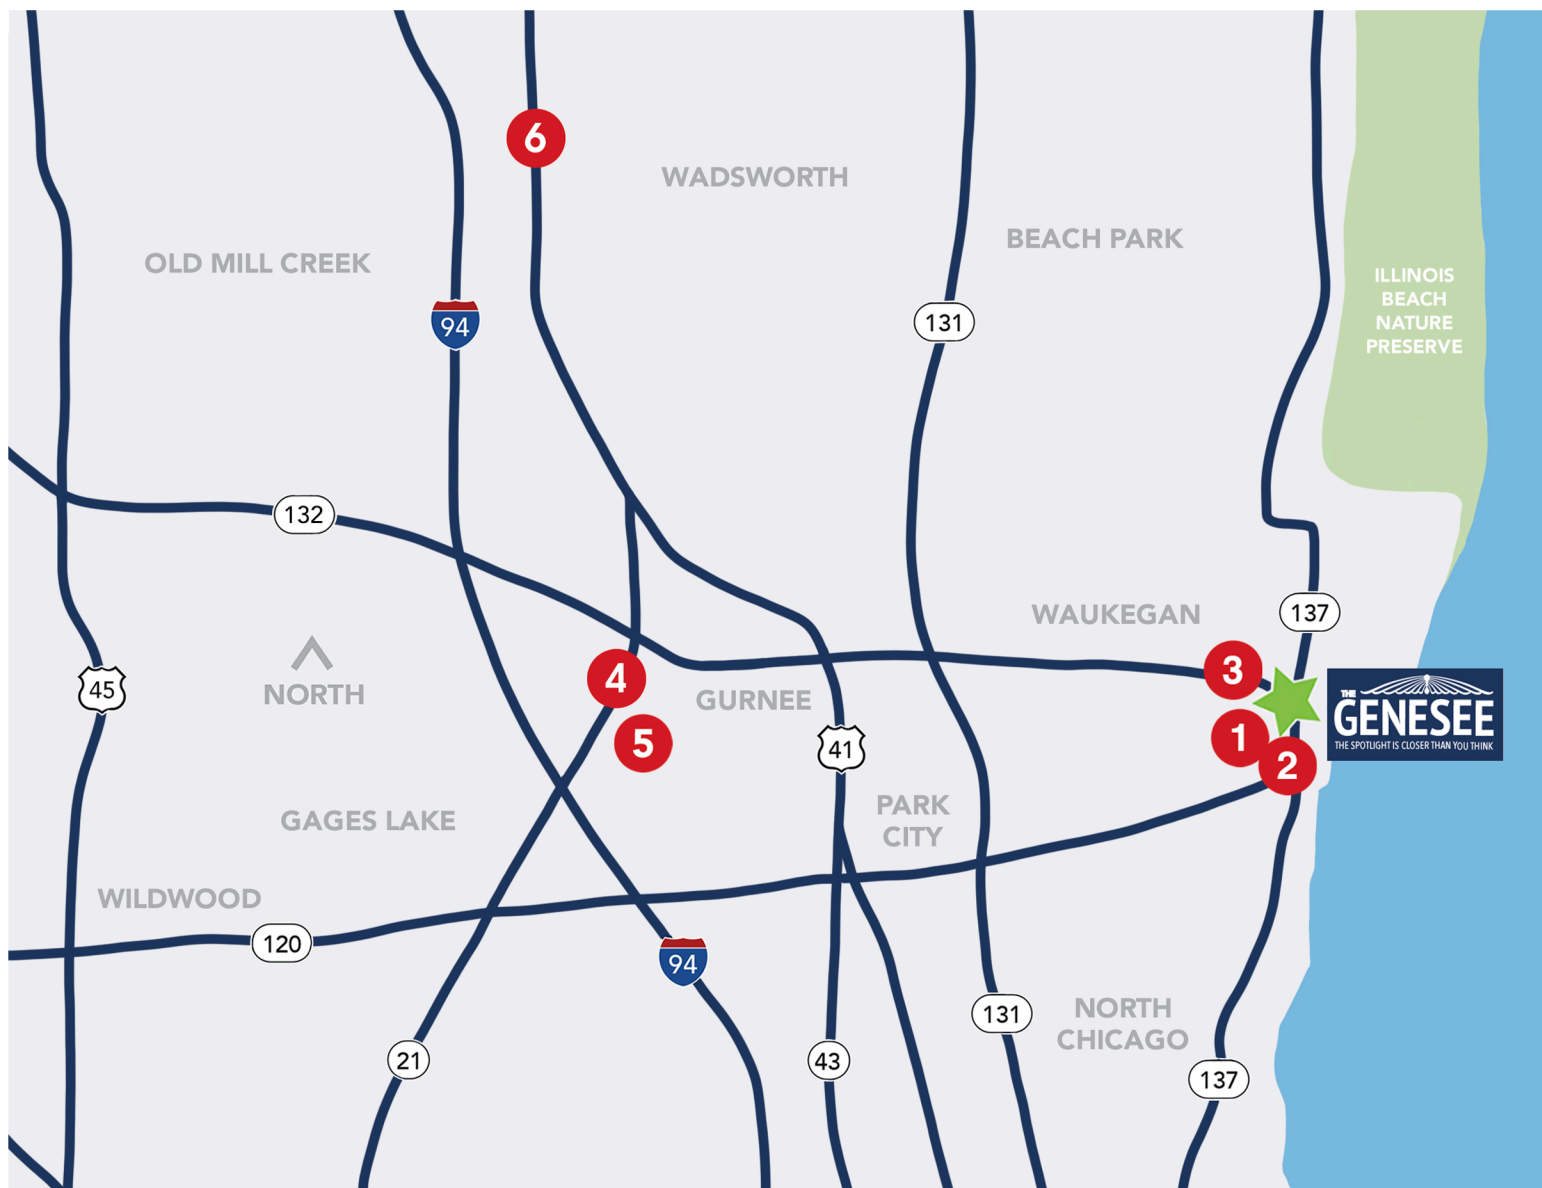 6
WADSWORTH
BEACH PARK
OLD MILL CREEK
ILLINOIS
BEACH
NATURE
PRESERVE
94
131
132
WAUKEGAN
137
3
4
45
NORTH
GURNEE
THE
GENESEE
THE SPOTLIGHT IS CLOSER THAN YOU THINK
1
5
41
2
PARK
CITY
GAGES LAKE
WILDWOOD
120
94
131
NORTH
CHICAGO
21
43
137